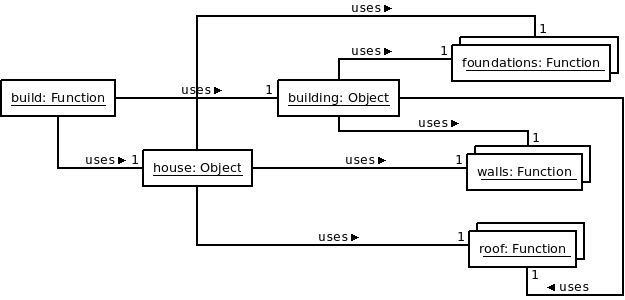 uses ►
1
uses ►
1
foundations: Function
build: Function
uses ►
1
building: Object
uses ►
1
uses ►
1
house: Object
uses ►
1
walls: Function
uses ►
1
roof: Function
1
◄ uses